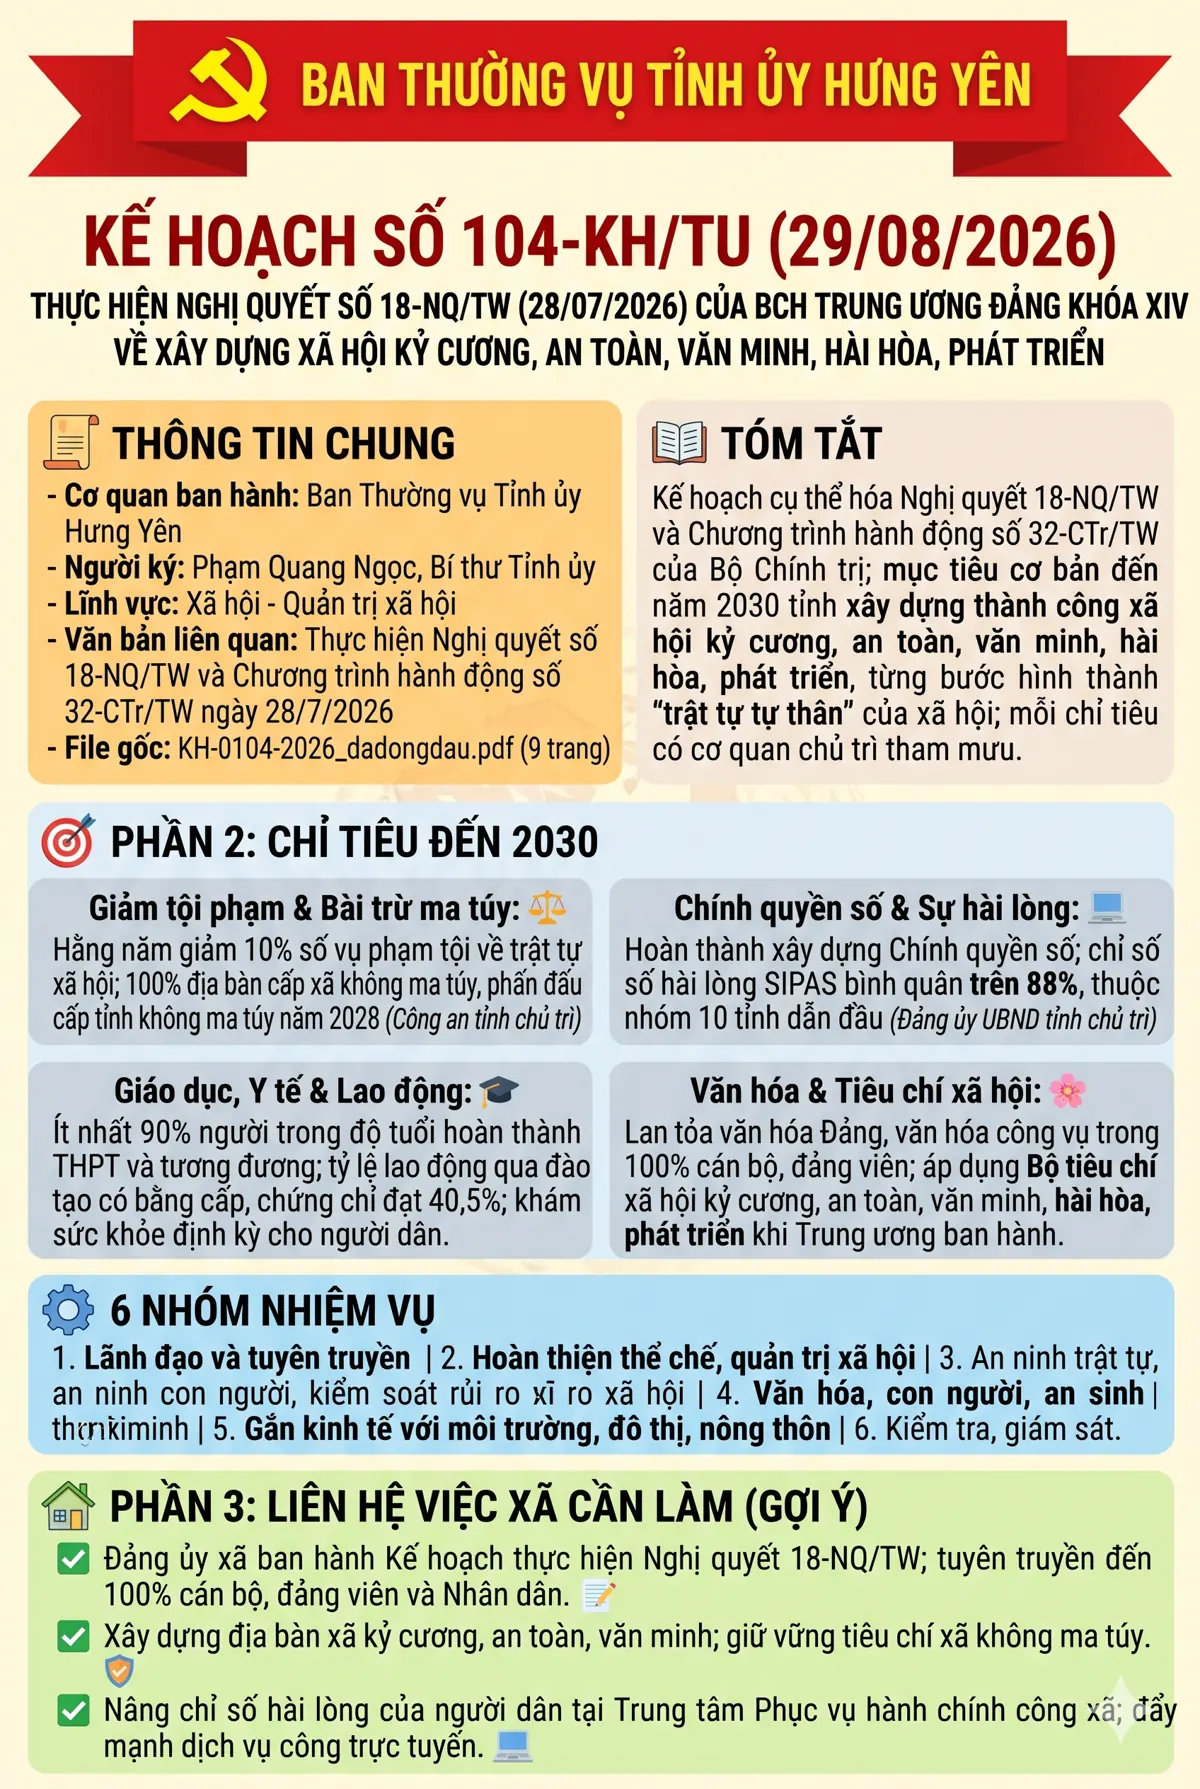 BAN THƯỜNG VỤ TỈNH ỦY HƯNG YÊN
KẾ HOẠCH SỐ 104-KH/TU (29/08/2026)
THỰC HIỆN NGHỊ QUYẾT SỐ 18-NQ/TW (28/07/2026) CỦA BCH TRUNG ƯƠNG ĐẢNG KHÓA XIV
VỀ XÂY DỰNG XÃ HỘI KỶ CƯƠNG, AN TOÀN, VĂN MINH, HÀI HÒA, PHÁT TRIỂN
THÔNG TIN CHUNG
- Cơ quan ban hành: Ban Thường vụ Tỉnh ủy
Hưng Yên
- Người ký: Phạm Quang Ngọc, Bí thư Tỉnh ủy
- Lĩnh vực: Xã hội - Quản trị xã hội
- Văn bản liên quan: Thực hiện Nghị quyết số
18-NQ/TW và Chương trình hành động số
32-CTr/TW ngày 28/7/2026
- File gốc: KH-0104-2026_dadongdau.pdf (9 trang)
TÓM TẮT
Kế hoạch cụ thể hóa Nghị quyết 18-NQ/TW
và Chương trình hành động số 32-CTr/TW
của Bộ Chính trị; mục tiêu cơ bản đến
năm 2030 tỉnh xây dựng thành công xã
hội kỷ cương, an toàn, văn minh, hài
hòa, phát triển, từng bước hình thành
“trật tự tự thân” của xã hội; mỗi chỉ tiêu
có cơ quan chủ trì tham mưu.
PHẦN 2: CHỈ TIÊU ĐẾN 2030
Giảm tội phạm & Bài trừ ma túy:
Hằng năm giảm 10% số vụ phạm tội về trật tự
xã hội; 100% địa bàn cấp xã không ma túy, phấn đấu
cấp tỉnh không ma túy năm 2028 (Công an tỉnh chủ trì)
Chính quyền số & Sự hài lòng:
Hoàn thành xây dựng Chính quyền số; chỉ số
số hài lòng SIPAS bình quân trên 88%, thuộc
nhóm 10 tỉnh dẫn đầu (Đảng ủy UBND tỉnh chủ trì)
Giáo dục, Y tế & Lao động:
Ít nhất 90% người trong độ tuổi hoàn thành
THPT và tương đương; tỷ lệ lao động qua đào
tạo có bằng cấp, chứng chỉ đạt 40,5%; khám
sức khỏe định kỳ cho người dân.
Văn hóa & Tiêu chí xã hội:
Lan tỏa văn hóa Đảng, văn hóa công vụ trong
100% cán bộ, đảng viên; áp dụng Bộ tiêu chí
xã hội kỷ cương, an toàn, văn minh, hài hòa,
phát triển khi Trung ương ban hành.
6 NHÓM NHIỆM VỤ
1. Lãnh đạo và tuyên truyền | 2. Hoàn thiện thể chế, quản trị xã hội | 3. An ninh trật tự,
an ninh con người, kiểm soát rủi ro ro xã hội | 4. Văn hóa, con người, an sinh |
| 5. Gắn kinh tế với môi trường, đô thị, nông thôn | 6. Kiểm tra, giám sát.
PHẦN 3: LIÊN HỆ VIỆC XÃ CẦN LÀM (GỢI Ý)
Đảng ủy xã ban hành Kế hoạch thực hiện Nghị quyết 18-NQ/TW; tuyên truyền đến
100% cán bộ, đảng viên và Nhân dân.
Xây dựng địa bàn xã kỷ cương, an toàn, văn minh; giữ vững tiêu chí xã không ma túy.
Nâng chỉ số hài lòng của người dân tại Trung tâm Phục vụ hành chính công xã; đẩy
mạnh dịch vụ công trực tuyến.